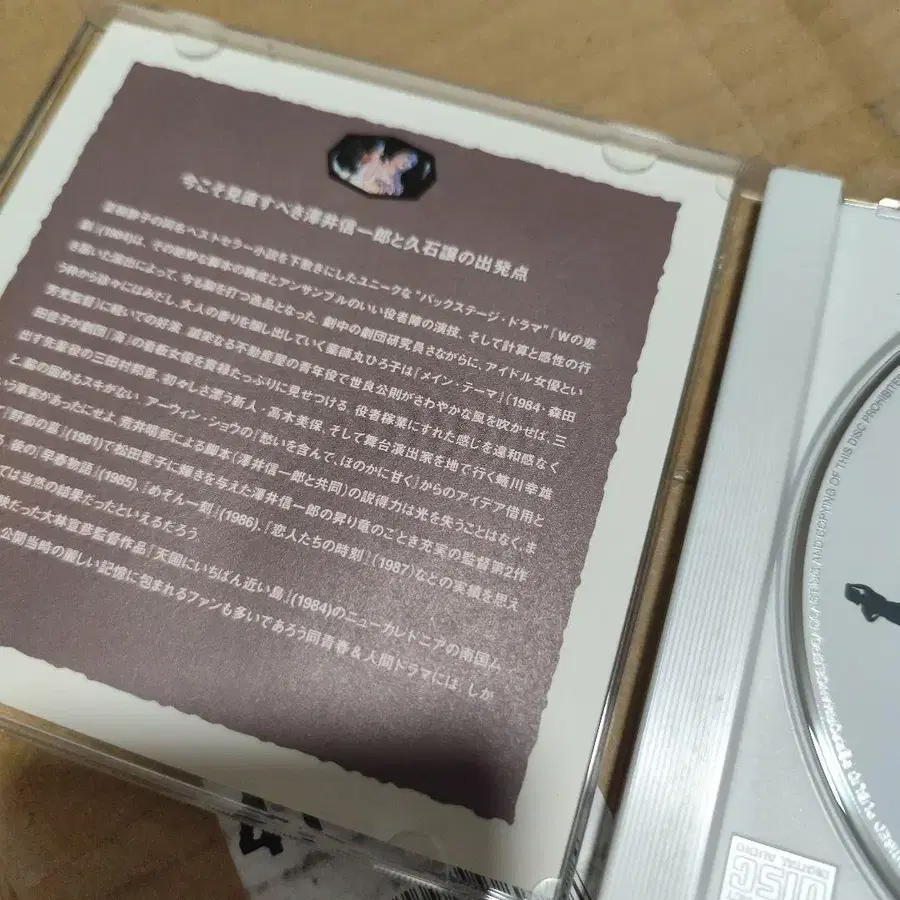 今こそ見直すべき澤井信一郎と久石譲の出発点
夏樹静子の同名ベストセラー小説を下敷きにしたユニークな“バックステージ・ドラマ”『Wの悲
劇』(1984)は、その絶妙な脚本の構成とアンサンブルのいい役者陣の演技、そして計算と感性の行
き届いた演出によって、今も胸を打つ逸品となった。劇中の劇団研究員さながらに、アイドル女優とい
う枠から徐々にはみだし、大人の香りを醸し出していく薬師丸ひろ子は『メイン・テーマ』(1984・森田
芳光監督)に続いての好演。誠実なる不動産屋の青年役で世良公則がさわやかな風を吹かせば、三
田佳子が劇団「海」の看板女優を貫禄たっぷりに見せつける。役者稼業にすれた感じを違和感なく
出す先輩役の三田村邦彦、初々しさ漂う新人・高木美保、そして舞台演出家を地で行く蜷川幸雄
と脇の固めもスキがない。アーウィン・ショウの『愁いを含んで、ほのかに甘く』からのアイデア借用と
いう事実があったにせよ、荒井晴彦による脚本(澤井信一郎と共同)の説得力は光を失うことはなく、ま
『野菊の墓』(1981)で松田聖子に輝きを与えた澤井信一郎の昇り竜のごとき充実の監督第2作
後の『早春物語』(1985)、『めぞん一刻』(1986)、『恋人たちの時刻』(1987)などの実績を思え
ては当然の結果だったといえるだろう
だった大林宣彦監督作品『天国にいちばん近い島』(1984)のニューカレドニアの南国ム
公開当時の麗しい記憶に包まれるファンも多いであろう同青春&人間ドラマには、しか
COPYING OF THIS DISC PROHIBITED
DISC
DIGITAL AUDIO